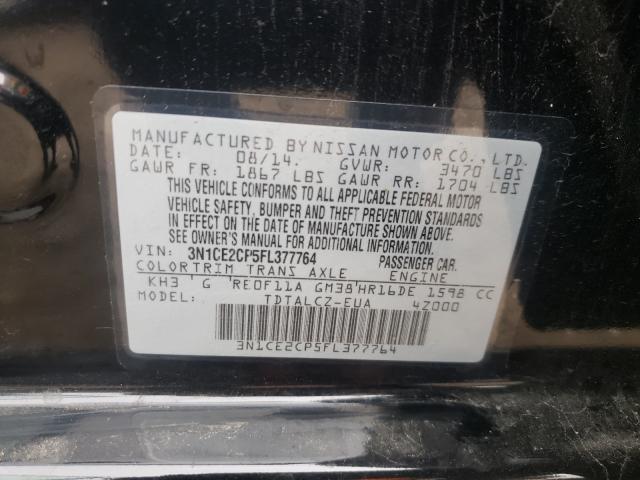 MANUFACTURED BY NISSAN MOTOR CO., LTD.
DATE: 08/14. GVWR: 3470 LBS
GAWR FR: 1867 LBS GAWR RR: 1704 LBS
THIS VEHICLE CONFORMS TO ALL APPLICABLE FEDERAL MOTOR
VEHICLE SAFETY, BUMPER AND THEFT PREVENTION STANDARDS
IN EFFECT ON THE DATE OF MANUFACTURE SHOWN ABOVE.
SEE OWNER'S MANUAL FOR ADDITIONAL INFORMATION
VIN: 3N1CE2CP5FL377764 PASSENGER CAR.
COLOR TRIM TRANS AXLE ENGINE
KH3 G RE0F11A GM38 HR16DE 1598 CC
MODEL: TDTALCZ-EUA 4Z000
3N1CE2CP5FL377764